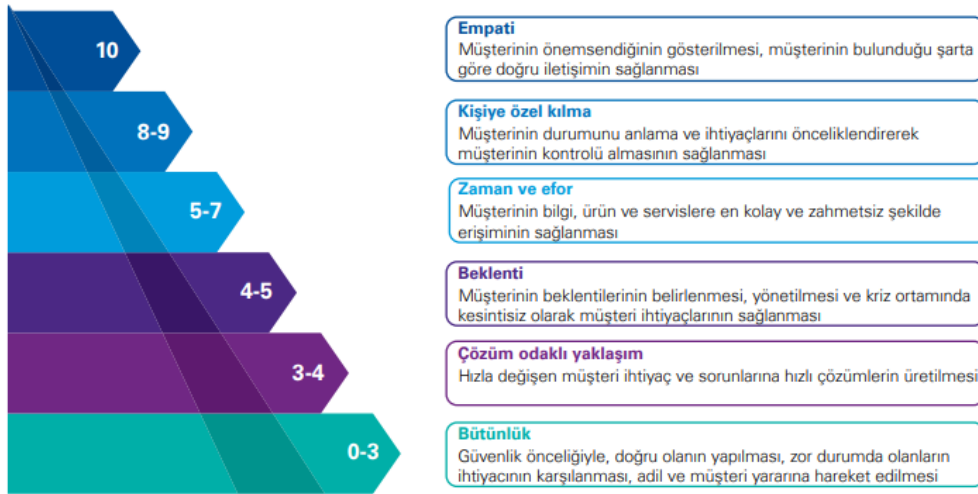 10
Empati
Müşterinin önemsendiğinin gösterilmesi, müşterinin bulunduğu şarta
göre doğru iletişimin sağlanması
8-9
Kişiye özel kılma
Müşterinin durumunu anlama ve ihtiyaçlarını önceliklendirerek
müşterinin kontrolü almasının sağlanması
5-7
Zaman ve efor
Müşterinin bilgi, ürün ve servislere en kolay ve zahmetsiz şekilde
erişiminin sağlanması
4-5
Beklenti
Müşterinin beklentilerinin belirlenmesi, yönetilmesi ve kriz ortamında
kesintisiz olarak müşteri ihtiyaçlarının sağlanması
3-4
Çözüm odaklı yaklaşım
Hızla değişen müşteri ihtiyaç ve sorunlarına hızlı çözümlerin üretilmesi
0-3
Bütünlük
Güvenlik önceliğiyle, doğru olanın yapılması, zor durumda olanların
ihtiyacının karşılanması, adil ve müşteri yararına hareket edilmesi